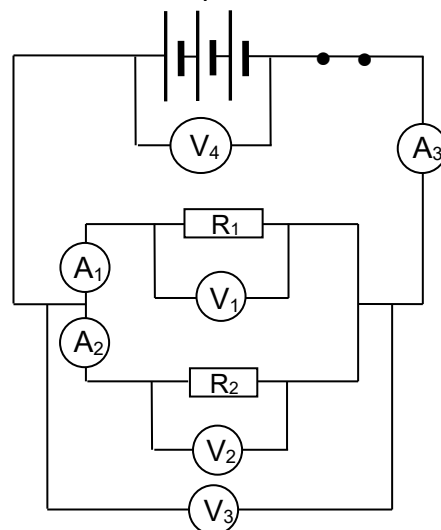 V₄
A₃
R₁
A₁
V₁
A₂
R₂
V₂
V₃